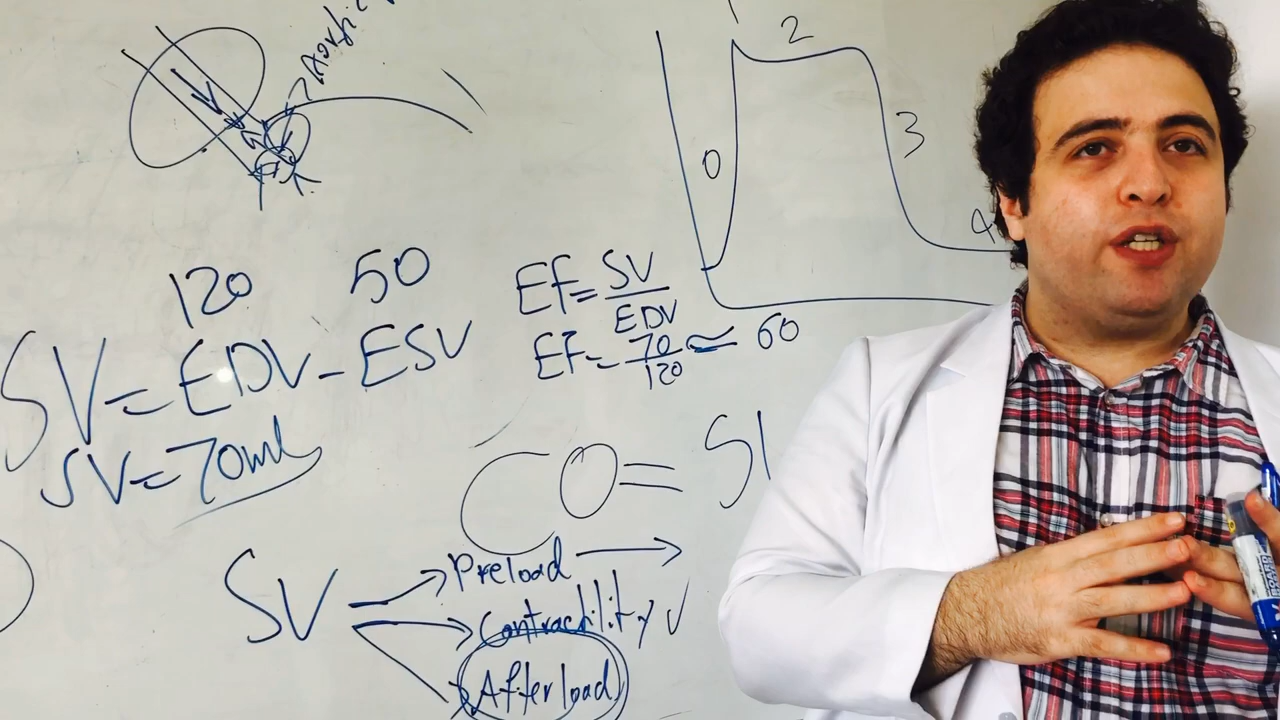 Aortic
1
2
0
3
4
120 50
SV = EDV - ESV
SV = 70ml
EF = SV
EDV
EF = 70 ≈ 60
120
CO = S
SV → Preload →
→ Contractility ✓
→ Afterload